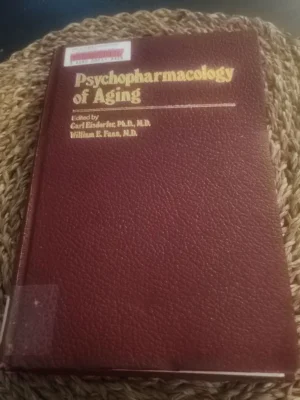 Psychopharmacology
of Aging
Edited by
Carl Eisdorfer, Ph.D., M.D.
William E. Fann, M.D.